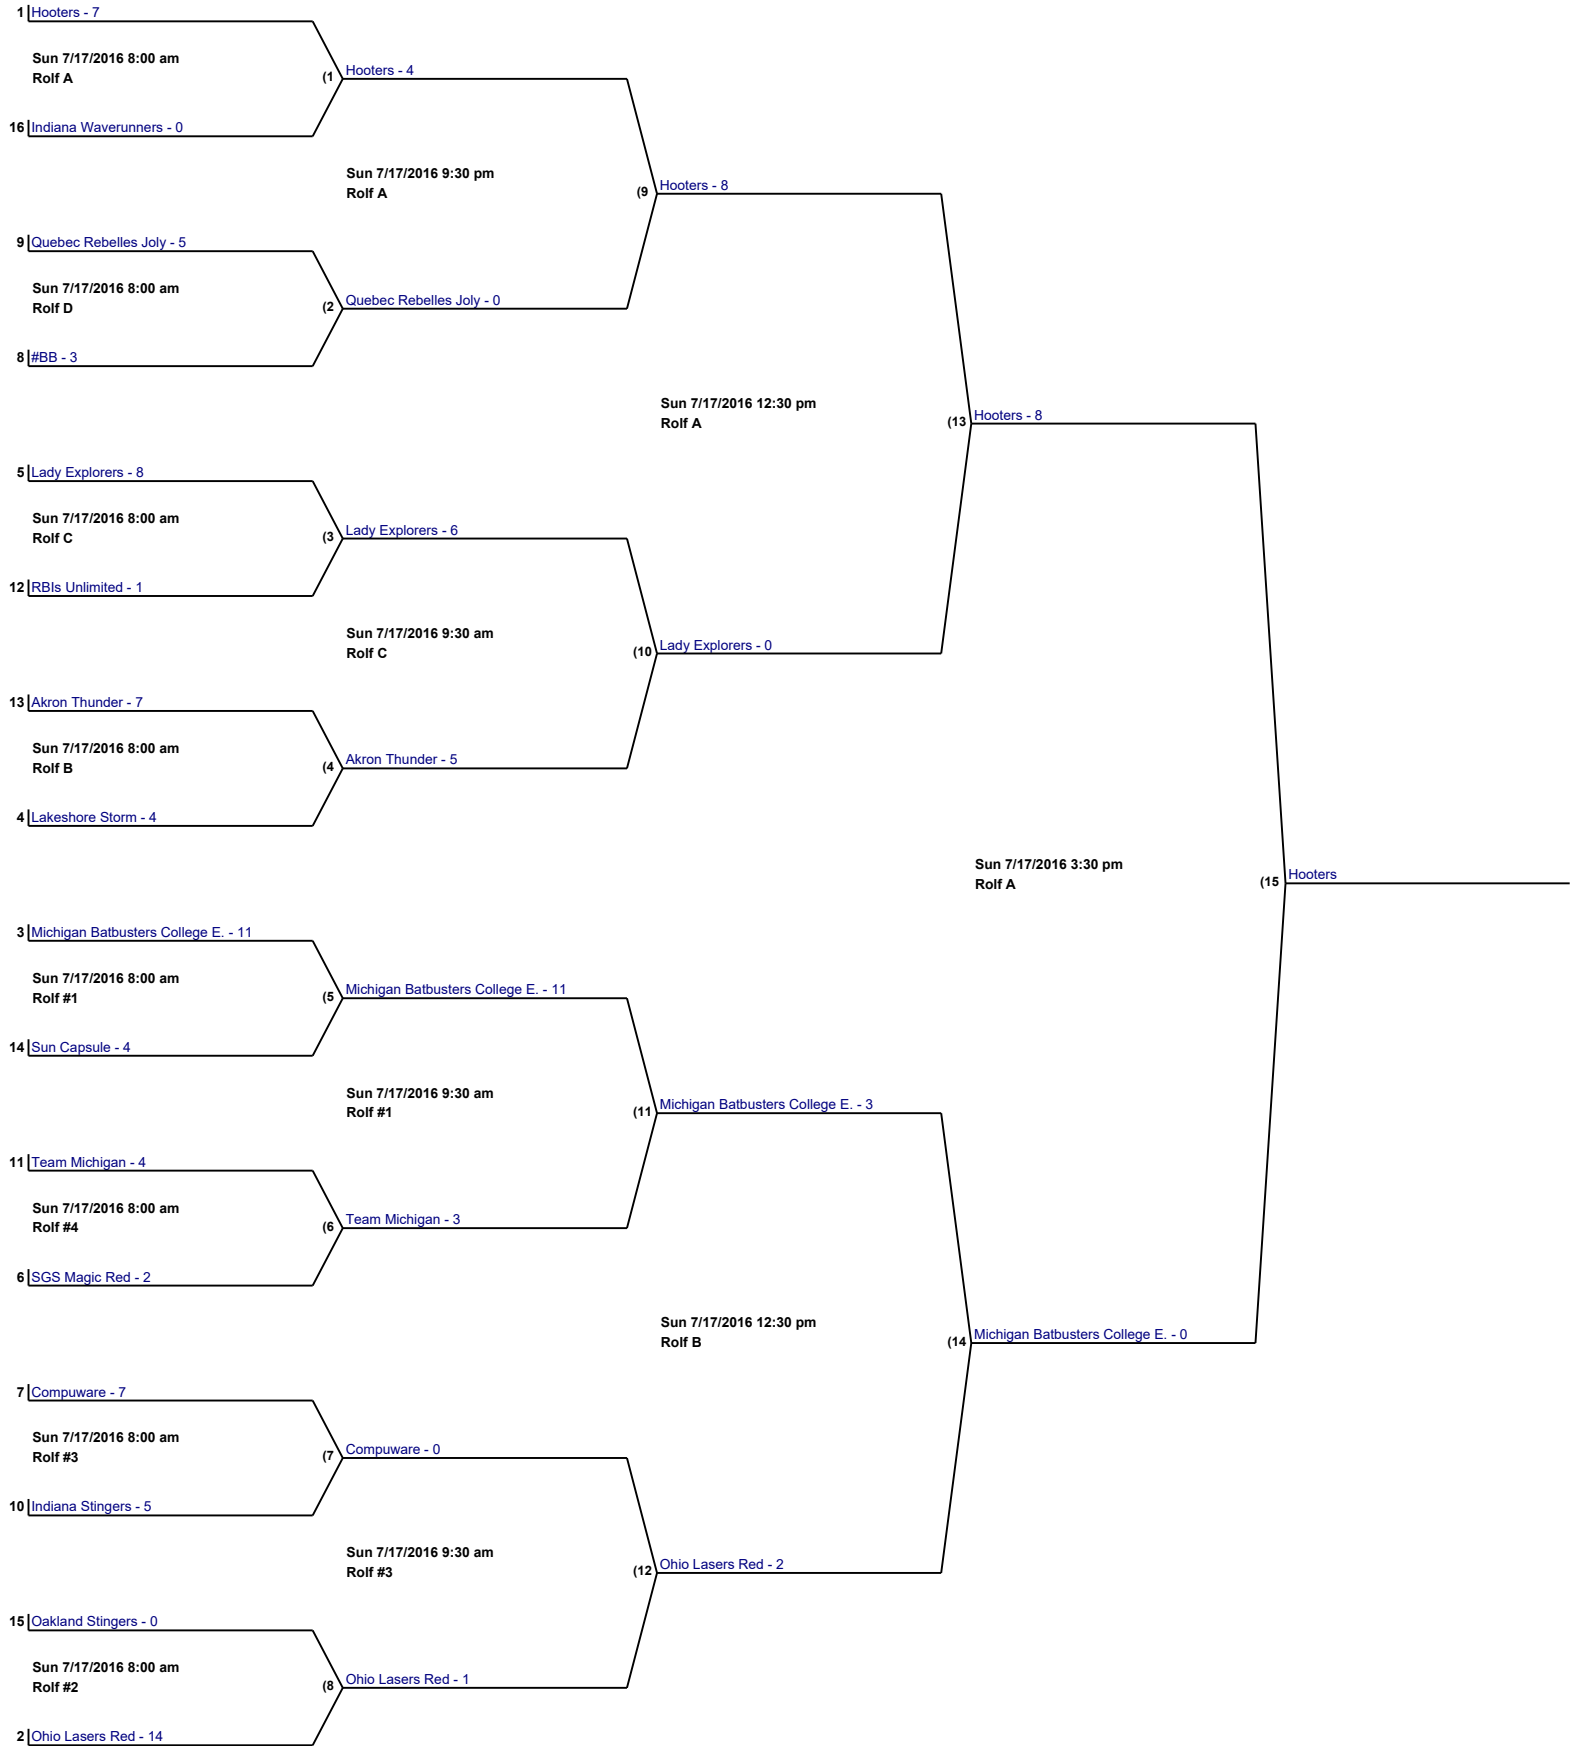 1 Hooters - 7
Sun 7/17/2016 8:00 am
Rolf A
(1 Hooters - 4
16 Indiana Waverunners - 0
Sun 7/17/2016 9:30 pm
Rolf A
(9 Hooters - 8
9 Quebec Rebelles Joly - 5
Sun 7/17/2016 8:00 am
Rolf D
(2 Quebec Rebelles Joly - 0
8 #BB - 3
Sun 7/17/2016 12:30 pm
Rolf A
(13 Hooters - 8
5 Lady Explorers - 8
Sun 7/17/2016 8:00 am
Rolf C
(3 Lady Explorers - 6
12 RBIs Unlimited - 1
Sun 7/17/2016 9:30 am
Rolf C
(10 Lady Explorers - 0
13 Akron Thunder - 7
Sun 7/17/2016 8:00 am
Rolf B
(4 Akron Thunder - 5
4 Lakeshore Storm - 4
Sun 7/17/2016 3:30 pm
Rolf A
(15 Hooters
3 Michigan Batbusters College E. - 11
Sun 7/17/2016 8:00 am
Rolf #1
(5 Michigan Batbusters College E. - 11
14 Sun Capsule - 4
Sun 7/17/2016 9:30 am
Rolf #1
(11 Michigan Batbusters College E. - 3
11 Team Michigan - 4
Sun 7/17/2016 8:00 am
Rolf #4
(6 Team Michigan - 3
6 SGS Magic Red - 2
Sun 7/17/2016 12:30 pm
Rolf B
(14 Michigan Batbusters College E. - 0
7 Compuware - 7
Sun 7/17/2016 8:00 am
Rolf #3
(7 Compuware - 0
10 Indiana Stingers - 5
Sun 7/17/2016 9:30 am
Rolf #3
(12 Ohio Lasers Red - 2
15 Oakland Stingers - 0
Sun 7/17/2016 8:00 am
Rolf #2
(8 Ohio Lasers Red - 1
2 Ohio Lasers Red - 14